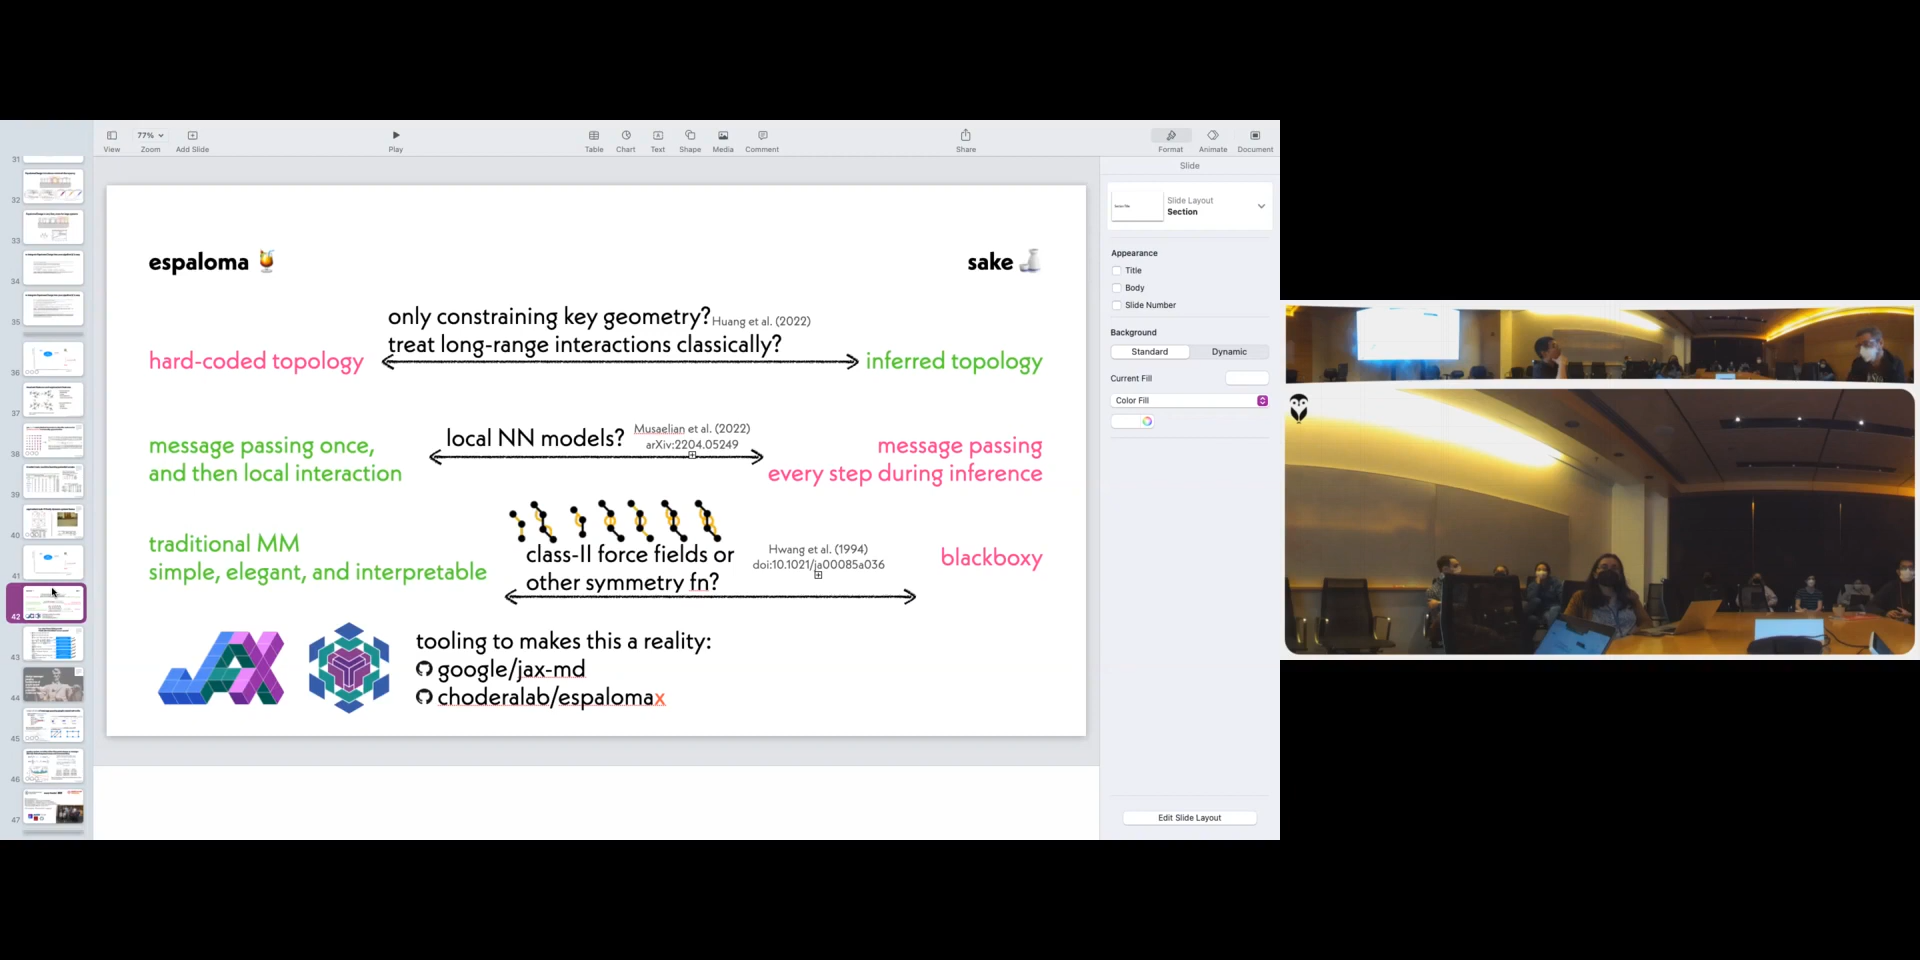 77%
View
Zoom
Add Slide
Play
Table
Chart
Text
Shape
Media
Comment
Share
Format
Animate
Document
Slide
Slide Layout
Section
Appearance
Title
Body
Slide Number
Background
Standard
Dynamic
Current Fill
Color Fill
Edit Slide Layout
31
32
33
34
35
36
37
38
39
40
41
42
43
44
45
46
47
espaloma
sake
only constraining key geometry? Huang et al. (2022)
treat long-range interactions classically?
hard-coded topology
inferred topology
local NN models?
Musaelian et al. (2022)
arXiv:2204.05249
message passing once,
and then local interaction
message passing
every step during inference
traditional MM
simple, elegant, and interpretable
class-II force fields or
other symmetry fn?
Hwang et al. (1994)
doi:10.1021/ja00085a036
blackboxy
JAX
tooling to makes this a reality:
google/jax-md
choderalab/espalomax